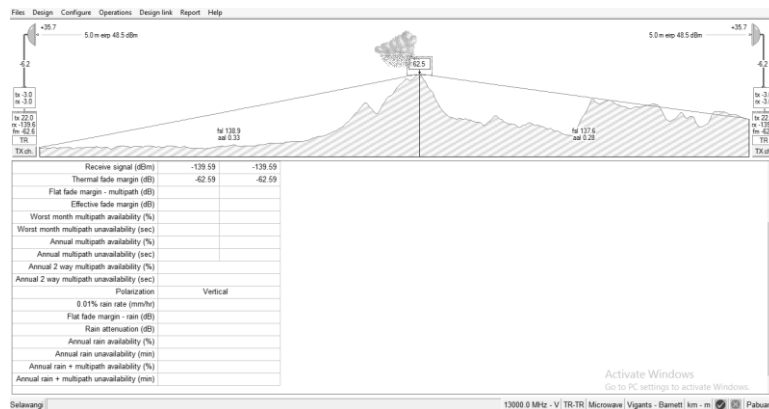 Files Design Configure Operations Design link Report Help
+35.7 +35.7
5.0 m eirp 48.5 dBm 5.0 m eirp 48.5 dBm
-6.2 62.5 -6.2
tx -3.0
rx -3.0
tx 22.0
rx -139.6
fm -62.6
TR
TX ch.
fsl 138.9
aal 0.33
fsl 137.6
aal 0.28
Receive signal (dBm) -139.59 -139.59
Thermal fade margin (dB) -62.59 -62.59
Flat fade margin - multipath (dB)
Effective fade margin (dB)
Worst month multipath availability (%)
Worst month multipath unavailability (sec)
Annual multipath availability (%)
Annual multipath unavailability (sec)
Annual 2 way multipath availability (%)
Annual 2 way multipath unavailability (sec)
Polarization Vertical
0.01% rain rate (mm/hr)
Flat fade margin - rain (dB)
Rain attenuation (dB)
Annual rain availability (%)
Annual rain unavailability (min)
Annual rain + multipath availability (%)
Annual rain + multipath unavailability (min)
Activate Windows
Go to PC settings to activate Windows.
Selawangi 13000.0 MHz - V TR-TR Microwave Vigants - Barnett km - m Pabuar